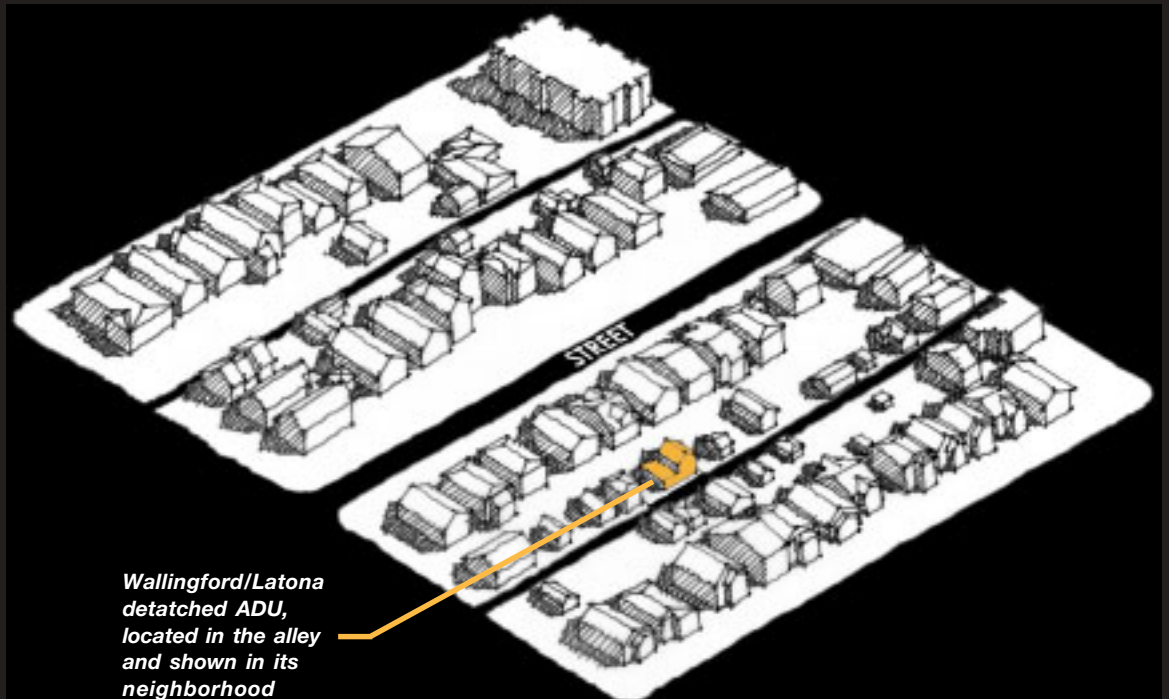 STREET
Wallingford/Latona
detatched ADU,
located in the alley
and shown in its
neighborhood